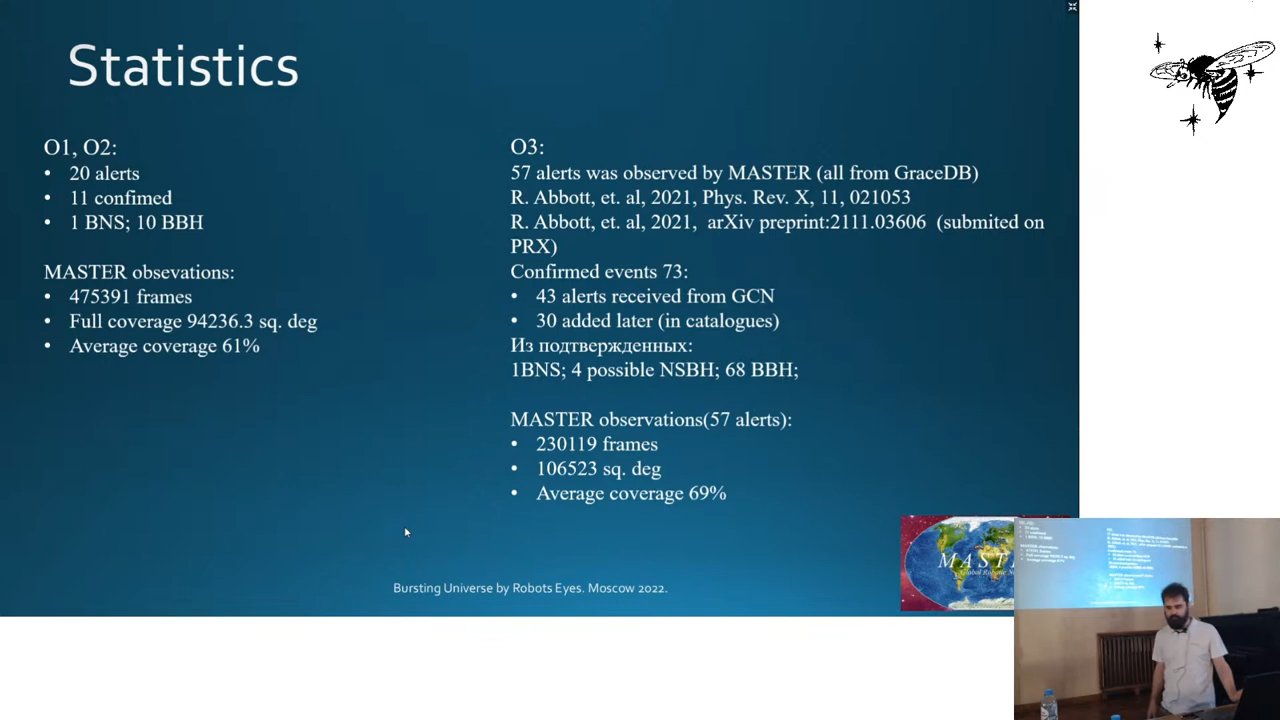 Statistics
O1, O2:
• 20 alerts
• 11 confimed
• 1 BNS; 10 BBH
MASTER obsevations:
• 475391 frames
• Full coverage 94236.3 sq. deg
• Average coverage 61%
O3:
57 alerts was observed by MASTER (all from GraceDB)
R. Abbott, et. al, 2021, Phys. Rev. X, 11, 021053
R. Abbott, et. al, 2021, arXiv preprint:2111.03606 (submited on
PRX)
Confirmed events 73:
• 43 alerts received from GCN
• 30 added later (in catalogues)
Из подтвержденных:
1BNS; 4 possible NSBH; 68 BBH;
MASTER observations(57 alerts):
• 230119 frames
• 106523 sq. deg
• Average coverage 69%
Bursting Universe by Robots Eyes. Moscow 2022.